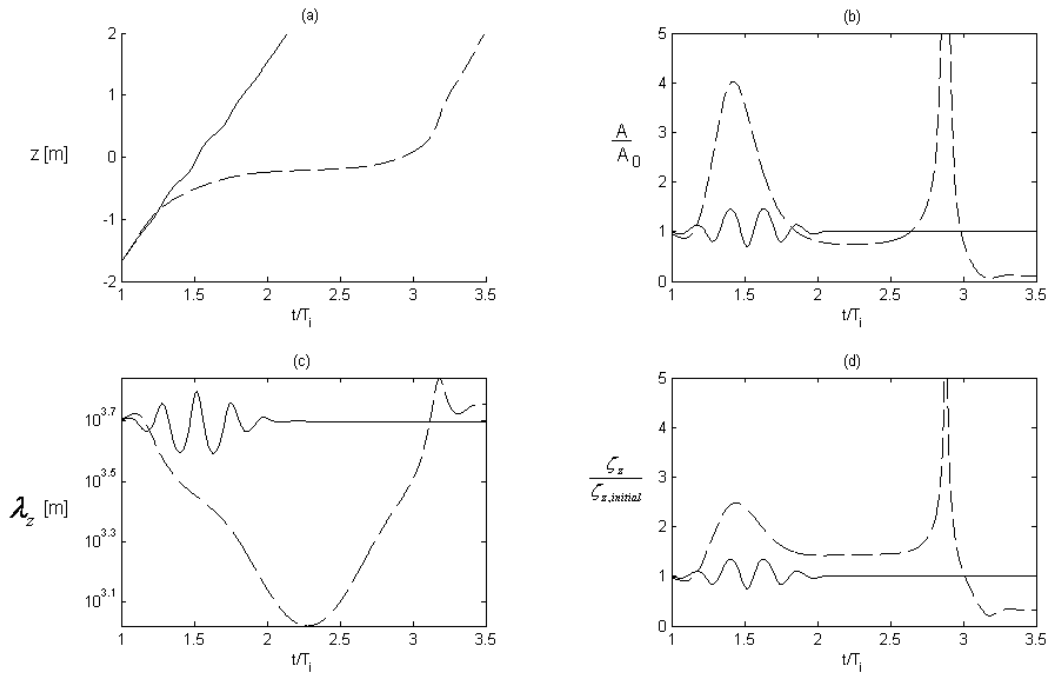 (a)
2
1
0
-1
-2
z [m]
1 1.5 2 2.5 3 3.5
t/T_i
(b)
5
4
3
2
1
0
A/A_0
1 1.5 2 2.5 3 3.5
t/T_i
(c)
10^3.7
10^3.5
10^3.3
10^3.1
λ_z [m]
1 1.5 2 2.5 3 3.5
t/T_i
(d)
5
4
3
2
1
0
ζ_z/ζ_z,initial
1 1.5 2 2.5 3 3.5
t/T_i